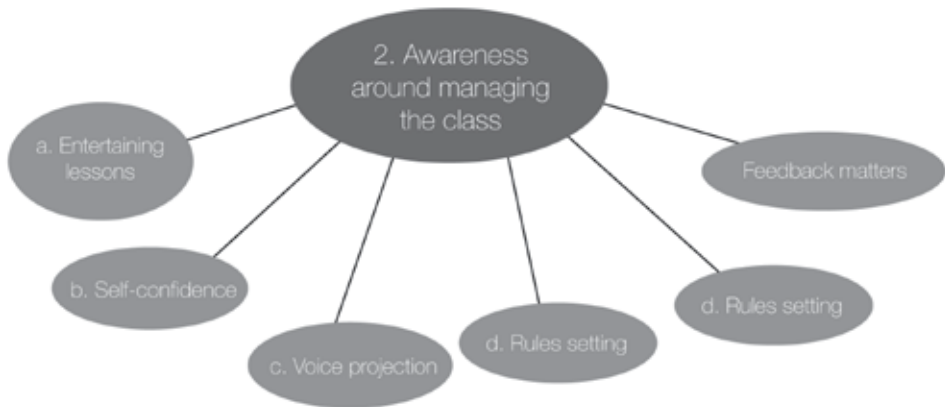 2. Awareness
around managing
the class
a. Entertaining
lessons
b. Self-confidence
c. Voice projection
d. Rules setting
d. Rules setting
Feedback matters